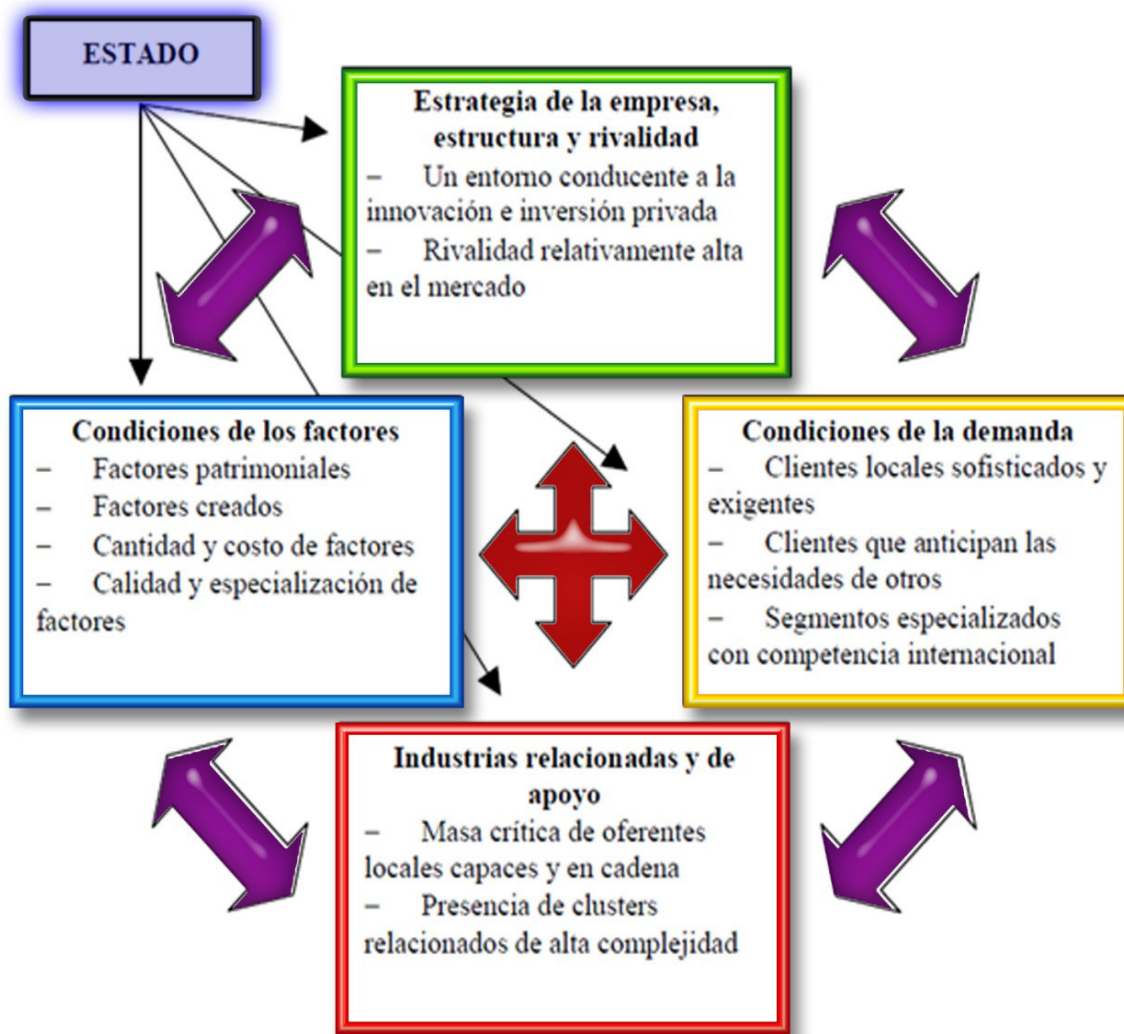 ESTADO
Estrategia de la empresa,
estructura y rivalidad
– Un entorno conducente a la
innovación e inversión privada
– Rivalidad relativamente alta
en el mercado
Condiciones de los factores
– Factores patrimoniales
– Factores creados
– Cantidad y costo de factores
– Calidad y especialización de
factores
Condiciones de la demanda
– Clientes locales sofisticados y
exigentes
– Clientes que anticipan las
necesidades de otros
– Segmentos especializados
con competencia internacional
Industrias relacionadas y de
apoyo
– Masa crítica de oferentes
locales capaces y en cadena
– Presencia de clusters
relacionados de alta complejidad